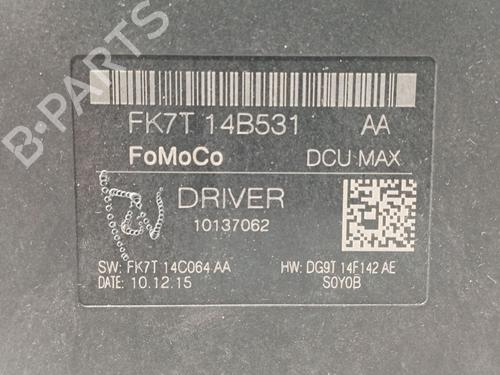 FK7T 14B531 AA
FoMoCo DCU MAX
DRIVER
10137062
SW: FK7T 14C064 AA HW: DG9T 14F142 AE
DATE: 10.12.15 S0Y0B